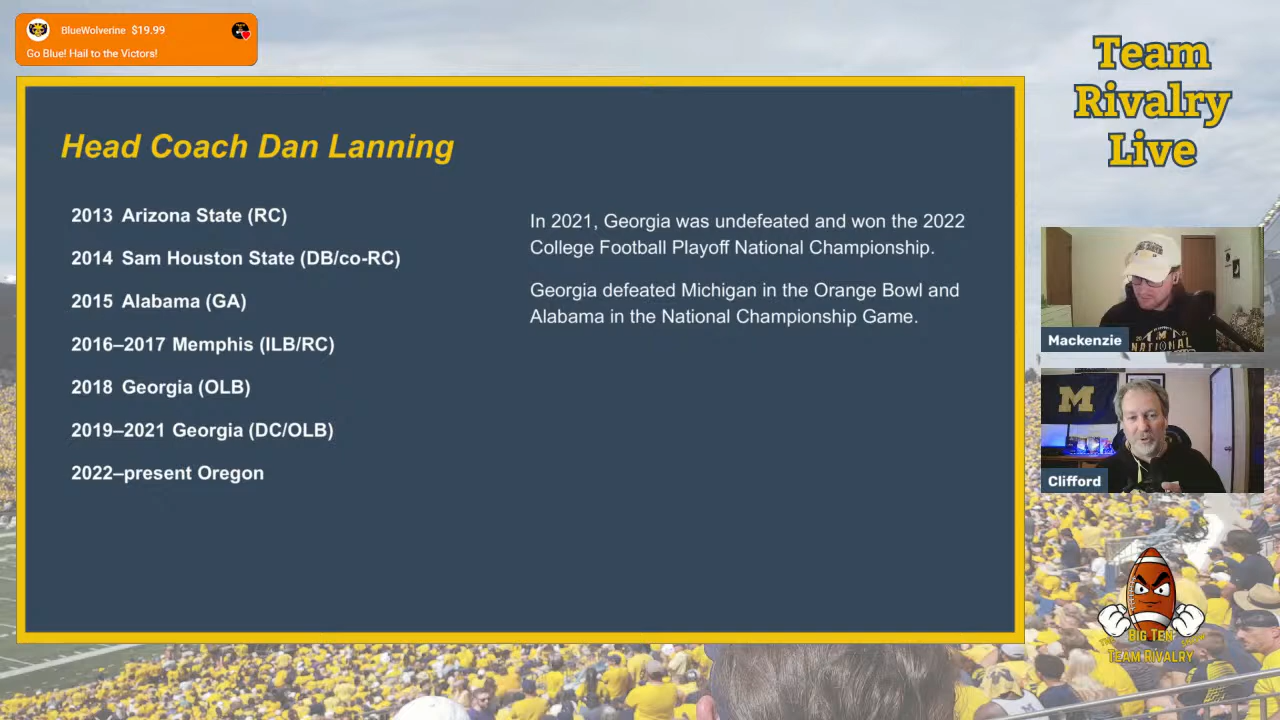 BlueWolverine $19.99
Go Blue! Hail to the Victors!
Team
Rivalry
Live
Head Coach Dan Lanning
2013 Arizona State (RC)
2014 Sam Houston State (DB/co-RC)
2015 Alabama (GA)
2016–2017 Memphis (ILB/RC)
2018 Georgia (OLB)
2019–2021 Georgia (DC/OLB)
2022–present Oregon
In 2021, Georgia was undefeated and won the 2022
College Football Playoff National Championship.
Georgia defeated Michigan in the Orange Bowl and
Alabama in the National Championship Game.
NATIONAL
Mackenzie
M
Clifford
The Big Ten Show
Team Rivalry